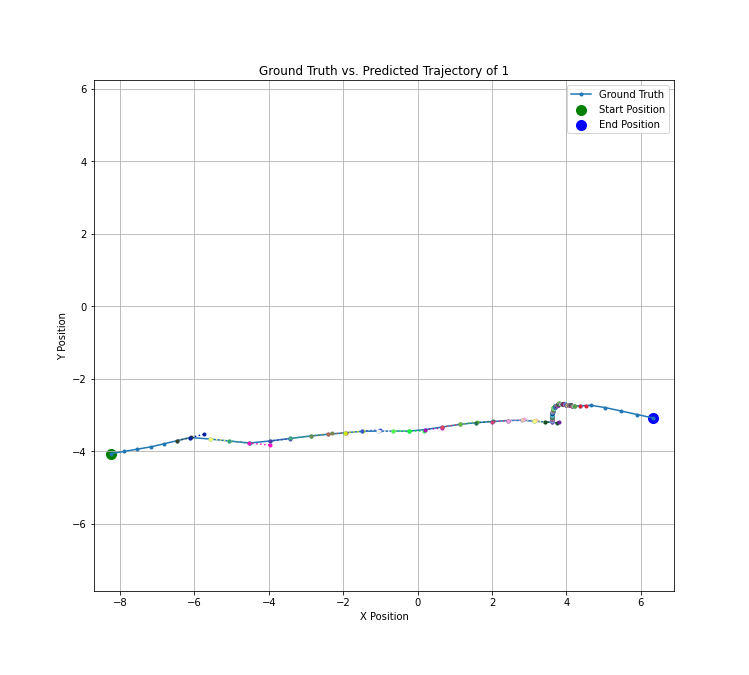 Ground Truth vs. Predicted Trajectory of 1
Ground Truth
Start Position
End Position
6
4
2
0
−2
−4
−6
Y Position
−8 −6 −4 −2 0 2 4 6
X Position